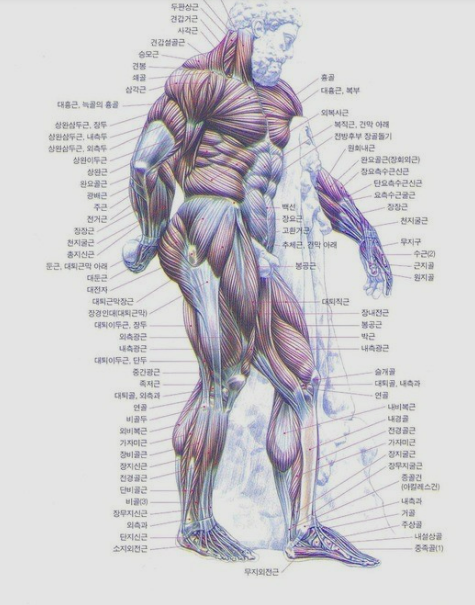 두판상근
견갑거근
사각근
견갑설골근
승모근
견봉
쇄골
삼각근
대흉근, 늑골의 흉골
상완삼두근, 장두
상완삼두근, 내측두
상완삼두근, 외측두
상완이두근
상완근
완요골근
광배근
주근
전거근
장장근
천지굴근
총지신근
둔근, 대퇴근막 아래
대둔근
대전자
대퇴근막장근
장경인대(대퇴근막)
대퇴이두근, 장두
외측광근
내측광근
대퇴이두근, 단두
중간광근
족저근
대퇴골, 외측과
연골
비골두
외비복근
가자미근
장비골근
장지신근
전경골근
단비골근
비골(3)
장무지신근
외측과
단지신근
소지외전근
흉골
대흉근, 복부
외복사근
복직근, 건막 아래
전방후부 장골돌기
원회내근
완요골근(장회외근)
장요측수근신근
단요측수근신근
요측수근굴근
장장근
천지굴근
무지구
수근(2)
근지골
원지골
백선
장요근
고환거근
추체근, 건막 아래
봉공근
대퇴직근
장내전근
봉공근
박근
내측광근
슬개골
대퇴골, 내측과
연골
내비복근
내경골
전경골근
가자미근
장지굴근
장무지굴근
종골건
(아킬레스건)
내측과
거골
주상골
내설상골
중족골(1)
무지외전근